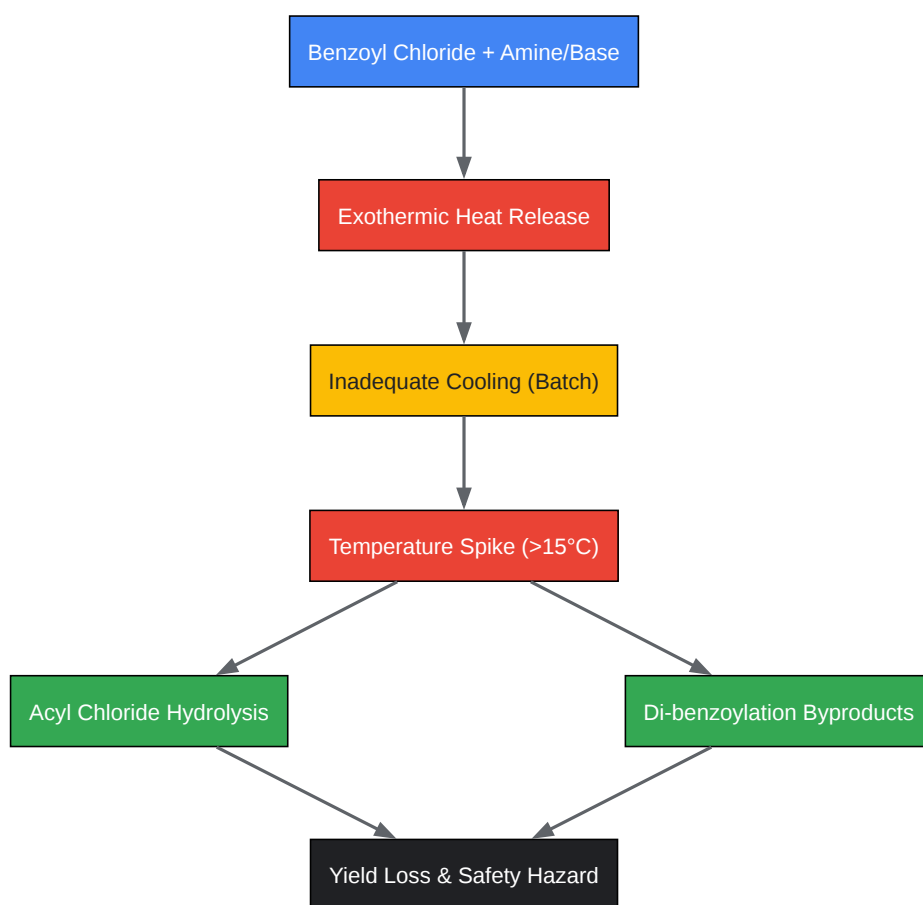 Benzoyl Chloride + Amine/Base
Exothermic Heat Release
Inadequate Cooling (Batch)
Temperature Spike (>15°C)
Acyl Chloride Hydrolysis
Di-benzoylation Byproducts
Yield Loss & Safety Hazard